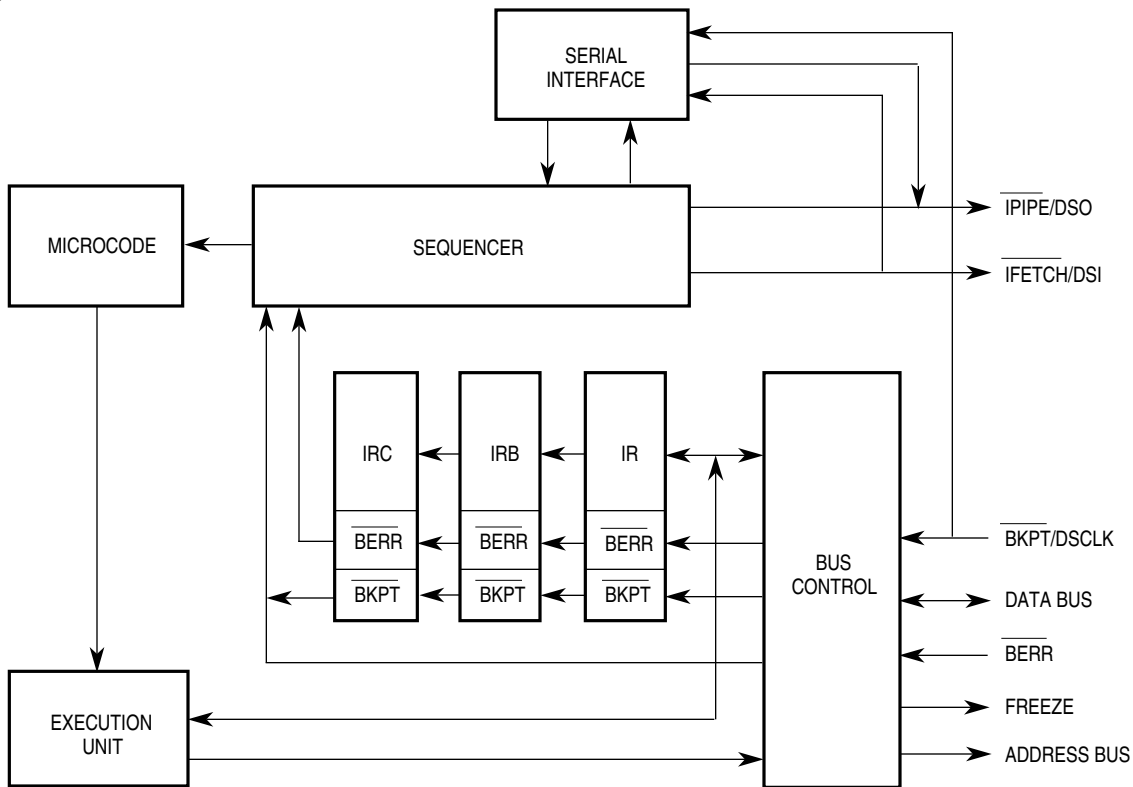 SERIAL
INTERFACE
MICROCODE
SEQUENCER
IPIPE/DSO
IFETCH/DSI
IRC
IRB
IR
BERR
BERR
BERR
BKPT
BKPT
BKPT
BUS
CONTROL
BKPT/DSCLK
DATA BUS
BERR
FREEZE
ADDRESS BUS
EXECUTION
UNIT